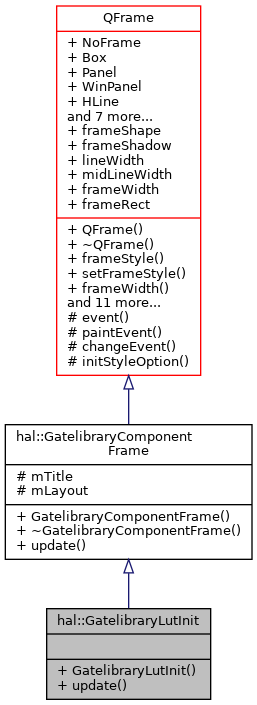 QFrame
+ NoFrame
+ Box
+ Panel
+ WinPanel
+ HLine
and 7 more...
+ frameShape
+ frameShadow
+ lineWidth
+ midLineWidth
+ frameWidth
+ frameRect
+ QFrame()
+ ~QFrame()
+ frameStyle()
+ setFrameStyle()
+ frameWidth()
and 11 more...
# event()
# paintEvent()
# changeEvent()
# initStyleOption()
hal::GatelibraryComponent
Frame
# mTitle
# mLayout
+ GatelibraryComponentFrame()
+ ~GatelibraryComponentFrame()
+ update()
hal::GatelibraryLutInit
+ GatelibraryLutInit()
+ update()